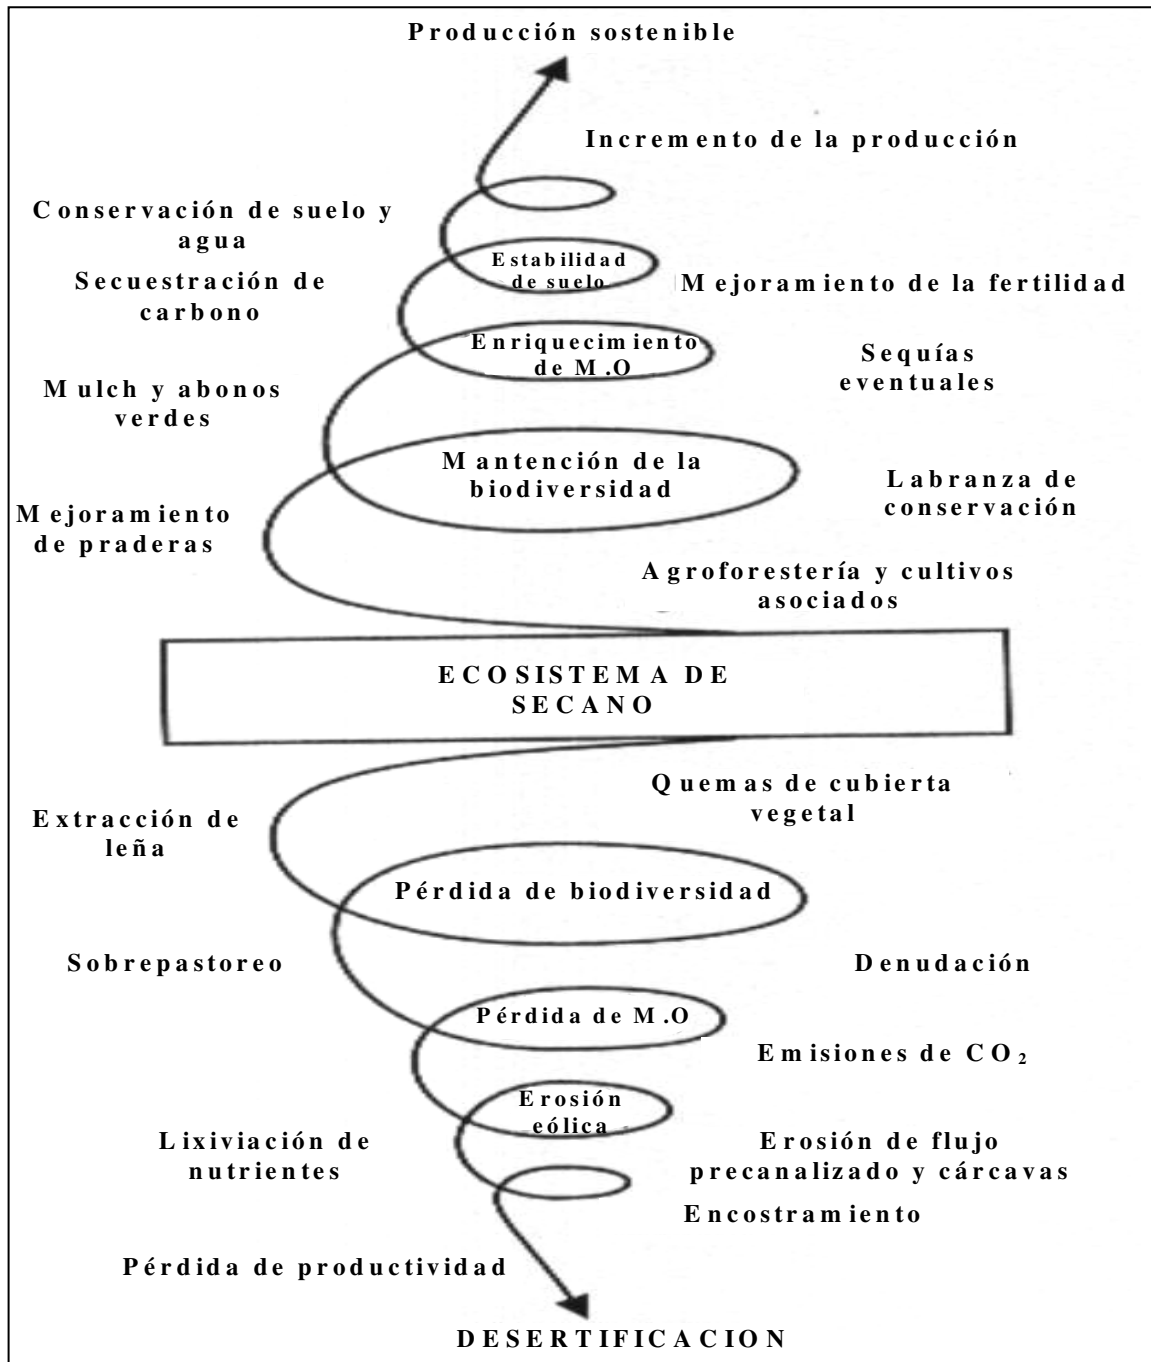 Producción sostenible
Incremento de la producción
Conservación de suelo y
agua
Estabilidad
de suelo
Secuestración de
carbono
Mejoramiento de la fertilidad
Enriquecimiento
de M.O
Sequías
eventuales
Mulch y abonos
verdes
Mantención de la
biodiversidad
Labranza de
conservación
Mejoramiento
de praderas
Agroforestería y cultivos
asociados
ECOSISTEMA DE
SECANO
Quemas de cubierta
vegetal
Extracción de
leña
Pérdida de biodiversidad
Sobrepastoreo
Denudación
Pérdida de M.O
Emisiones de CO₂
Erosión
eólica
Lixiviación de
nutrientes
Erosión de flujo
precanalizado y cárcavas
Encostramiento
Pérdida de productividad
DESERTIFICACION